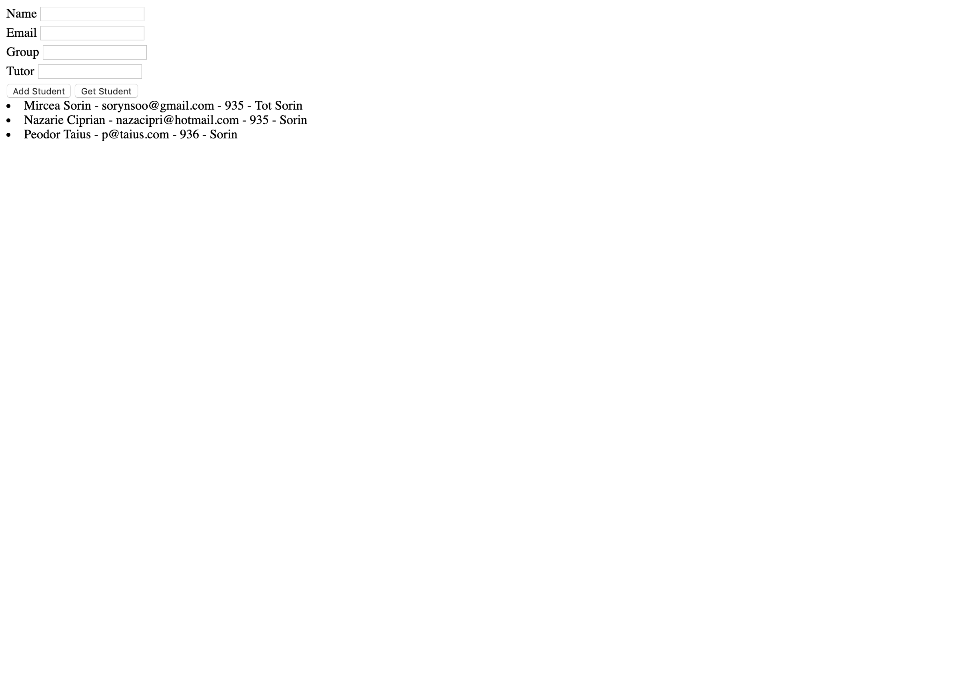 Name
Email
Group
Tutor
Add Student Get Student
• Mircea Sorin - sorynsoo@gmail.com - 935 - Tot Sorin
• Nazarie Ciprian - nazacipri@hotmail.com - 935 - Sorin
• Peodor Taius - p@taius.com - 936 - Sorin